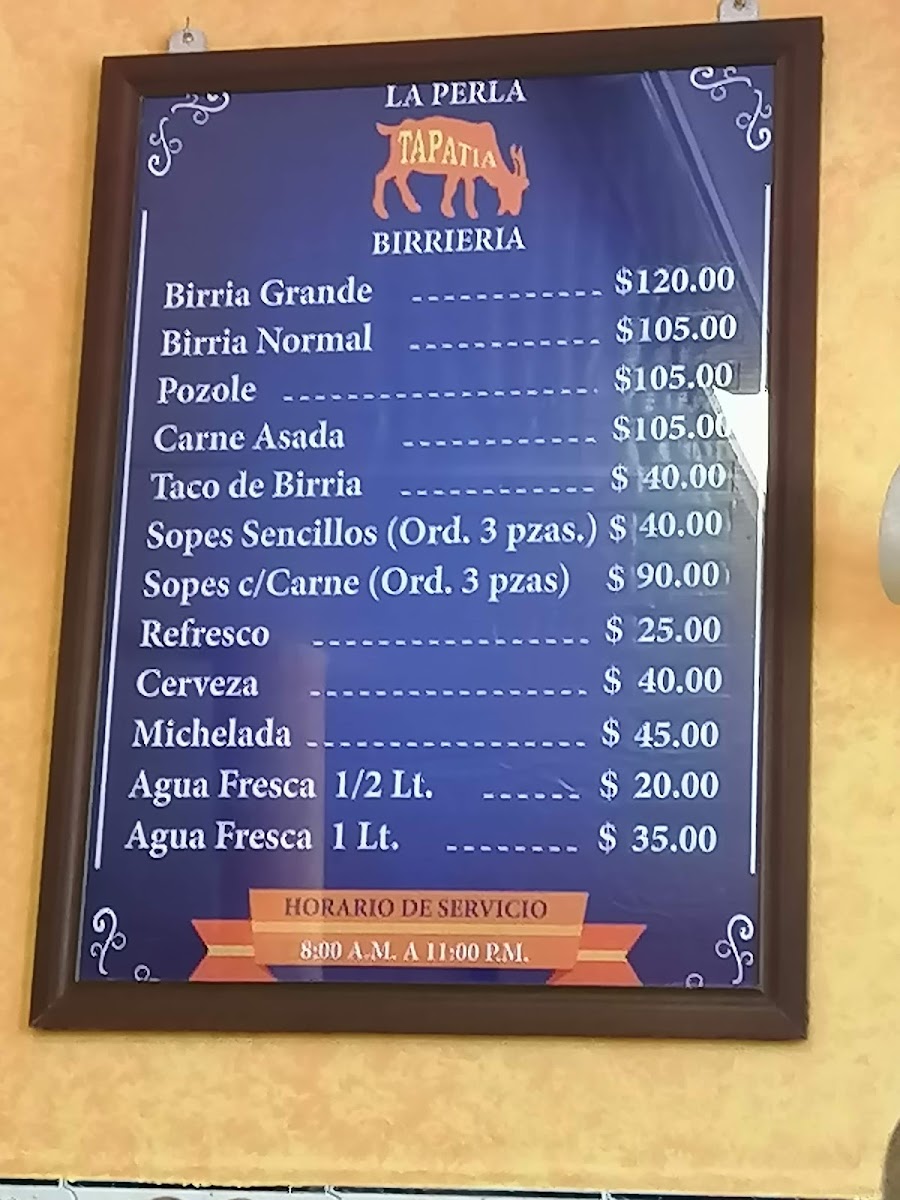 LA PERLA
TAPATIA
BIRRIERIA
Birria Grande ------------ $120.00
Birria Normal ------------ $105.00
Pozole -------------------- $105.00
Carne Asada ------------ $105.00
Taco de Birria ------------ $ 40.00
Sopes Sencillos (Ord. 3 pzas.) $ 40.00
Sopes c/Carne (Ord. 3 pzas) $ 90.00
Refresco ----------------- $ 25.00
Cerveza ----------------- $ 40.00
Michelada ----------------- $ 45.00
Agua Fresca 1/2 Lt. ------ $ 20.00
Agua Fresca 1 Lt. -------- $ 35.00
HORARIO DE SERVICIO
8:00 A.M. A 11:00 P.M.